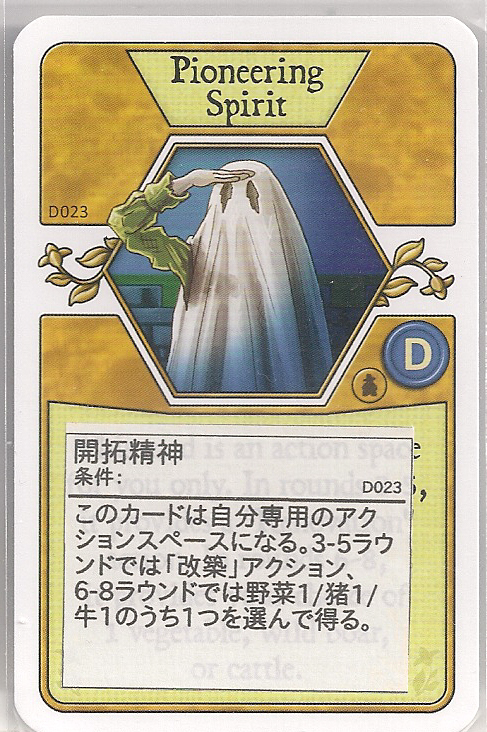 Pioneering
Spirit
D023
D
開拓精神
条件:
D023
このカードは自分専用のアク
ションスペースになる。3-5ラウ
ンドでは「改築」アクション、
6-8ラウンドでは野菜1/猪1/
牛1のうち1つを選んで得る。
is an action space
you only. In rounds
of
1 vegetable, wild boar,
or cattle.